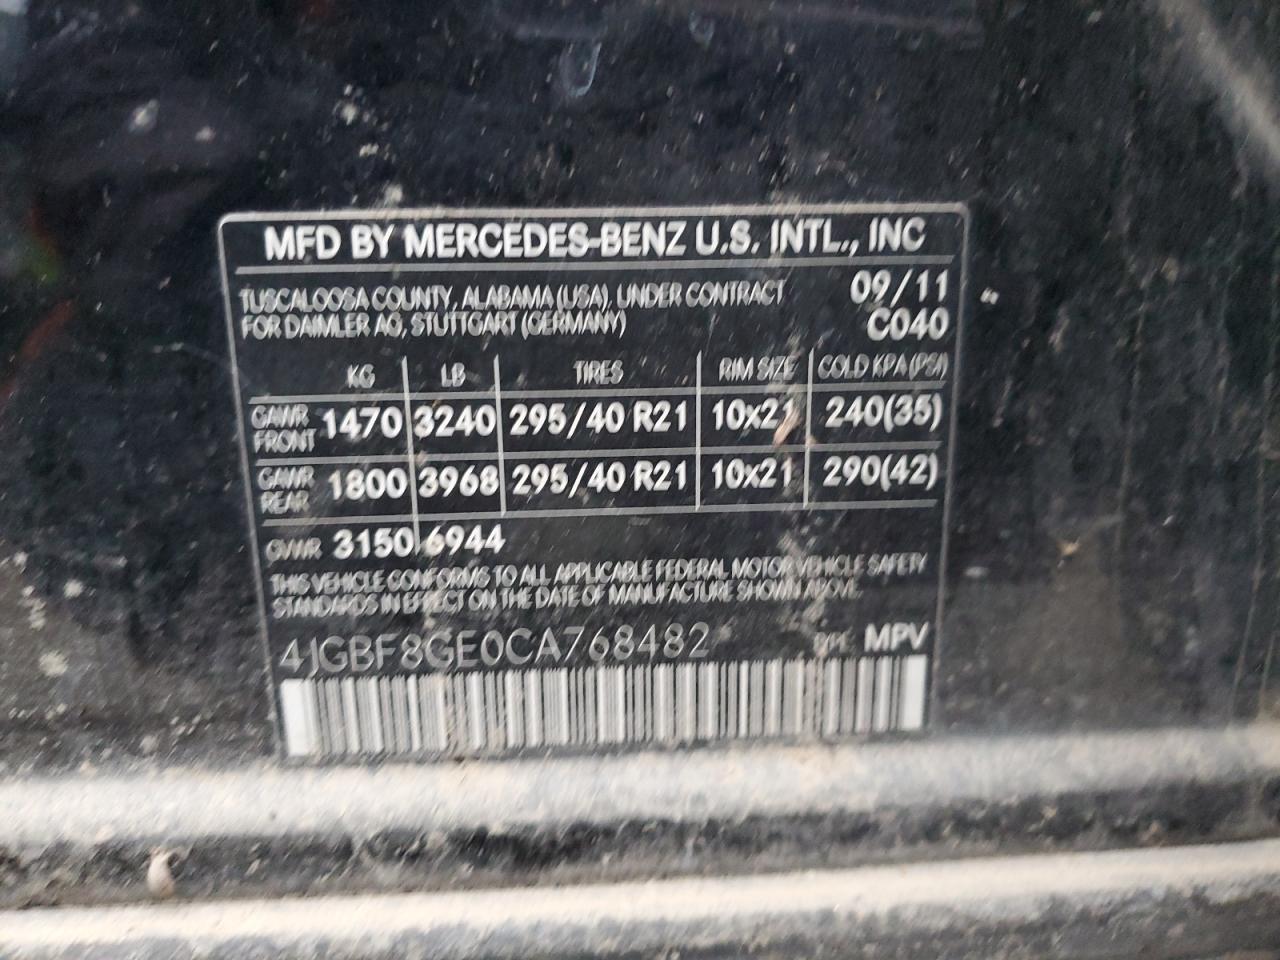 MFD BY MERCEDES-BENZ U.S. INTL., INC
TUSCALOOSA COUNTY, ALABAMA (USA), UNDER CONTRACT 09/11
FOR DAIMLER AG, STUTTGART (GERMANY) C040
KG LB TIRES RIM SIZE COLD KPA (PSI)
GAWR FRONT 1470 3240 295/40 R21 10x21 240(35)
GAWR REAR 1800 3968 295/40 R21 10x21 290(42)
GVWR 3150 6944
THIS VEHICLE CONFORMS TO ALL APPLICABLE FEDERAL MOTOR VEHICLE SAFETY
STANDARDS IN EFFECT ON THE DATE OF MANUFACTURE SHOWN ABOVE.
4JGBF8GE0CA768482 TYPE: MPV